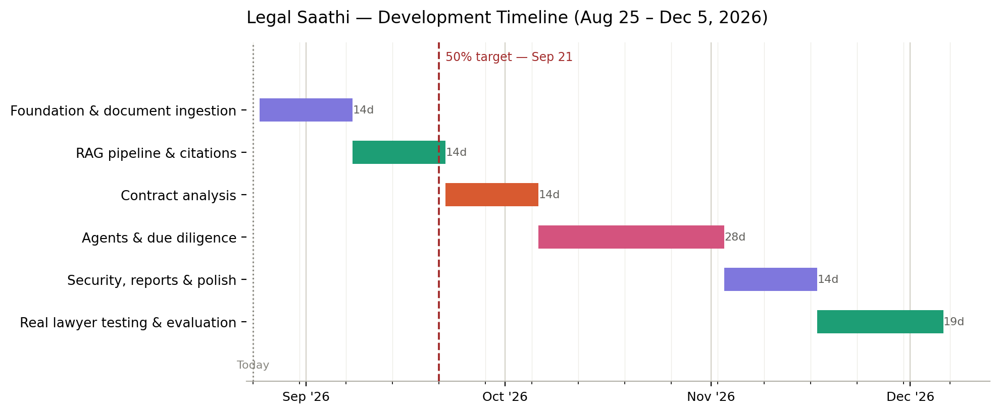 Legal Saathi — Development Timeline (Aug 25 – Dec 5, 2026)
50% target — Sep 21
Foundation & document ingestion
14d
RAG pipeline & citations
14d
Contract analysis
14d
Agents & due diligence
28d
Security, reports & polish
14d
Real lawyer testing & evaluation
19d
Today
Sep '26
Oct '26
Nov '26
Dec '26